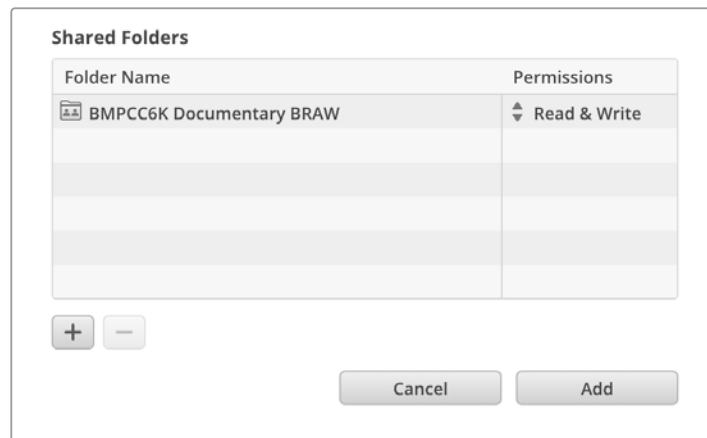 Shared Folders
Folder Name Permissions
BMPCC6K Documentary BRAW Read & Write
+ −
Cancel Add